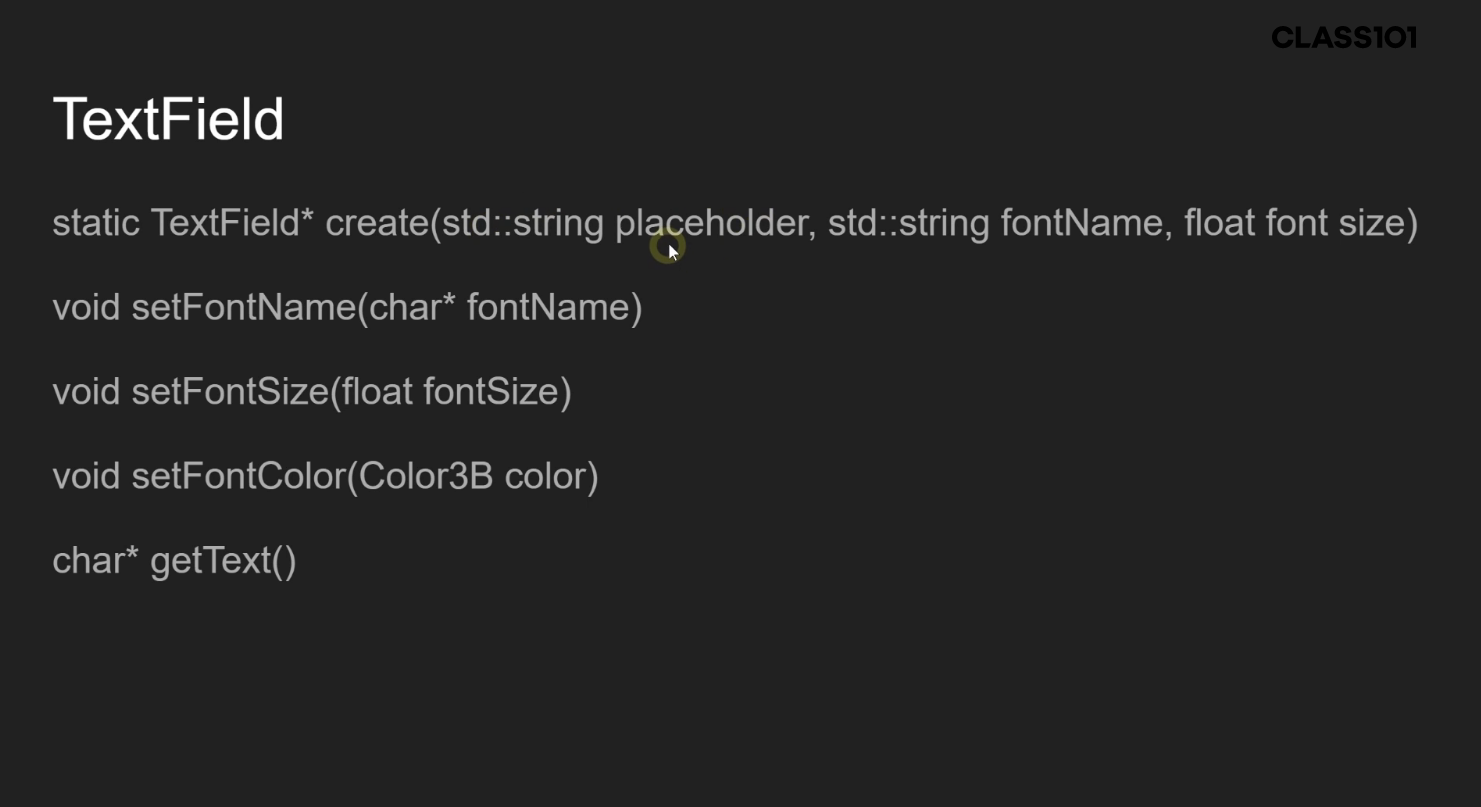 CLASS101
TextField
static TextField* create(std::string placeholder, std::string fontName, float font size)
void setFontName(char* fontName)
void setFontSize(float fontSize)
void setFontColor(Color3B color)
char* getText()